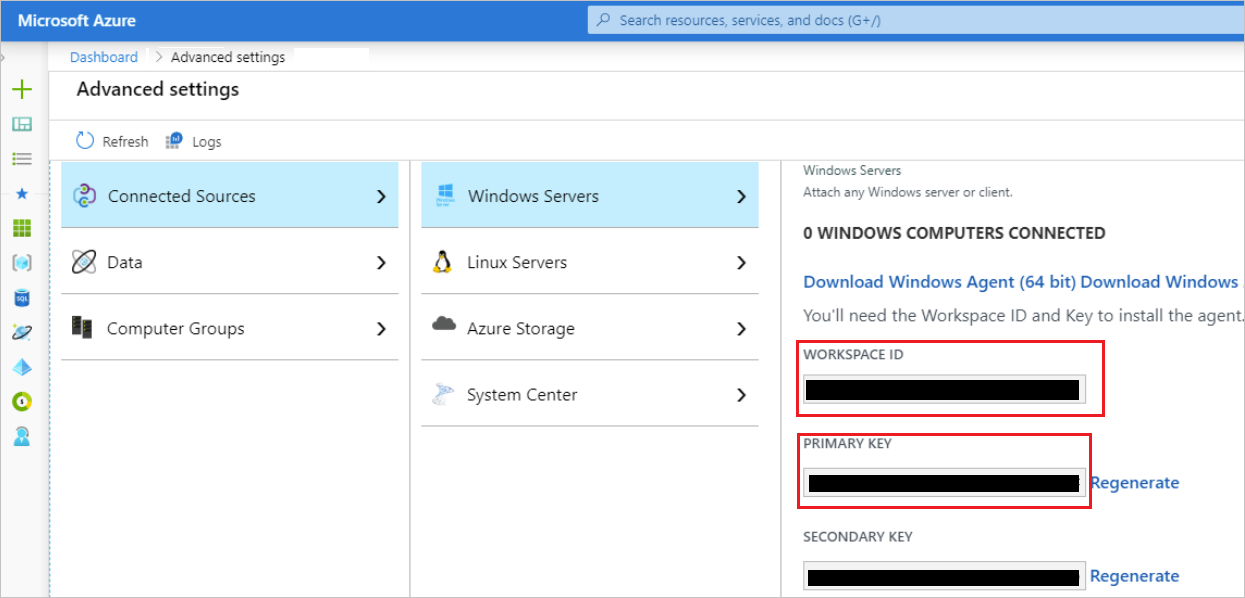 Microsoft Azure
Search resources, services, and docs (G+/)
Dashboard > Advanced settings
Advanced settings
Refresh Logs
Connected Sources
Data
Computer Groups
Windows Servers
Linux Servers
Azure Storage
System Center
Windows Servers
Attach any Windows server or client.
0 WINDOWS COMPUTERS CONNECTED
Download Windows Agent (64 bit) Download Windows
You'll need the Workspace ID and Key to install the agent.
WORKSPACE ID
PRIMARY KEY
Regenerate
SECONDARY KEY
Regenerate